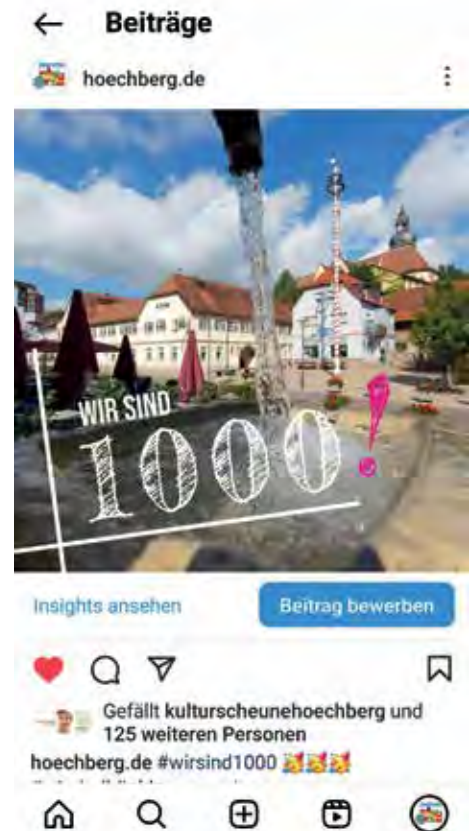 Beiträge
hoechberg.de
WIR SIND
1000!
Insights ansehen
Beitrag bewerben
Gefällt kulturscheunehoechberg und
125 weiteren Personen
hoechberg.de #wirsind1000 🥳🥳🥳